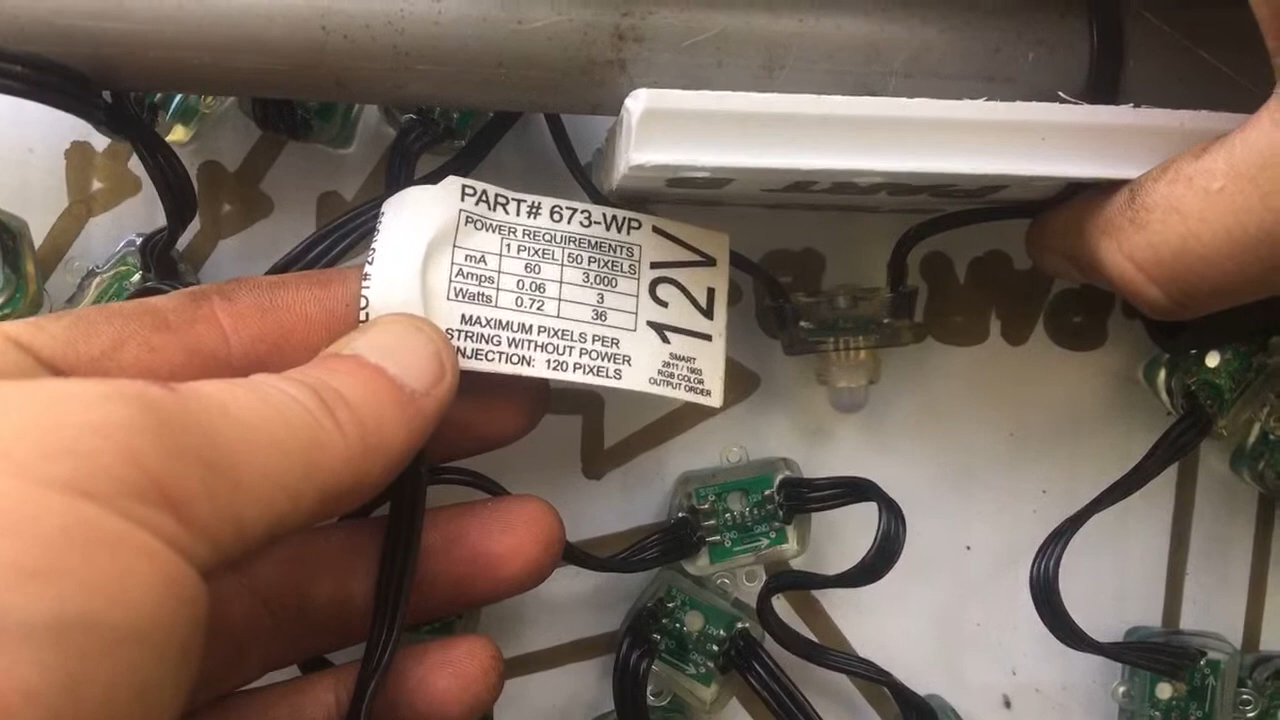 PART# 673-WP
POWER REQUIREMENTS
1 PIXEL 50 PIXELS
mA 60 3,000
Amps 0.06 3
Watts 0.72 36
MAXIMUM PIXELS PER
STRING WITHOUT POWER
INJECTION: 120 PIXELS
12V
SMART
2811 / 1903
RGB COLOR
OUTPUT ORDER
GND
GND